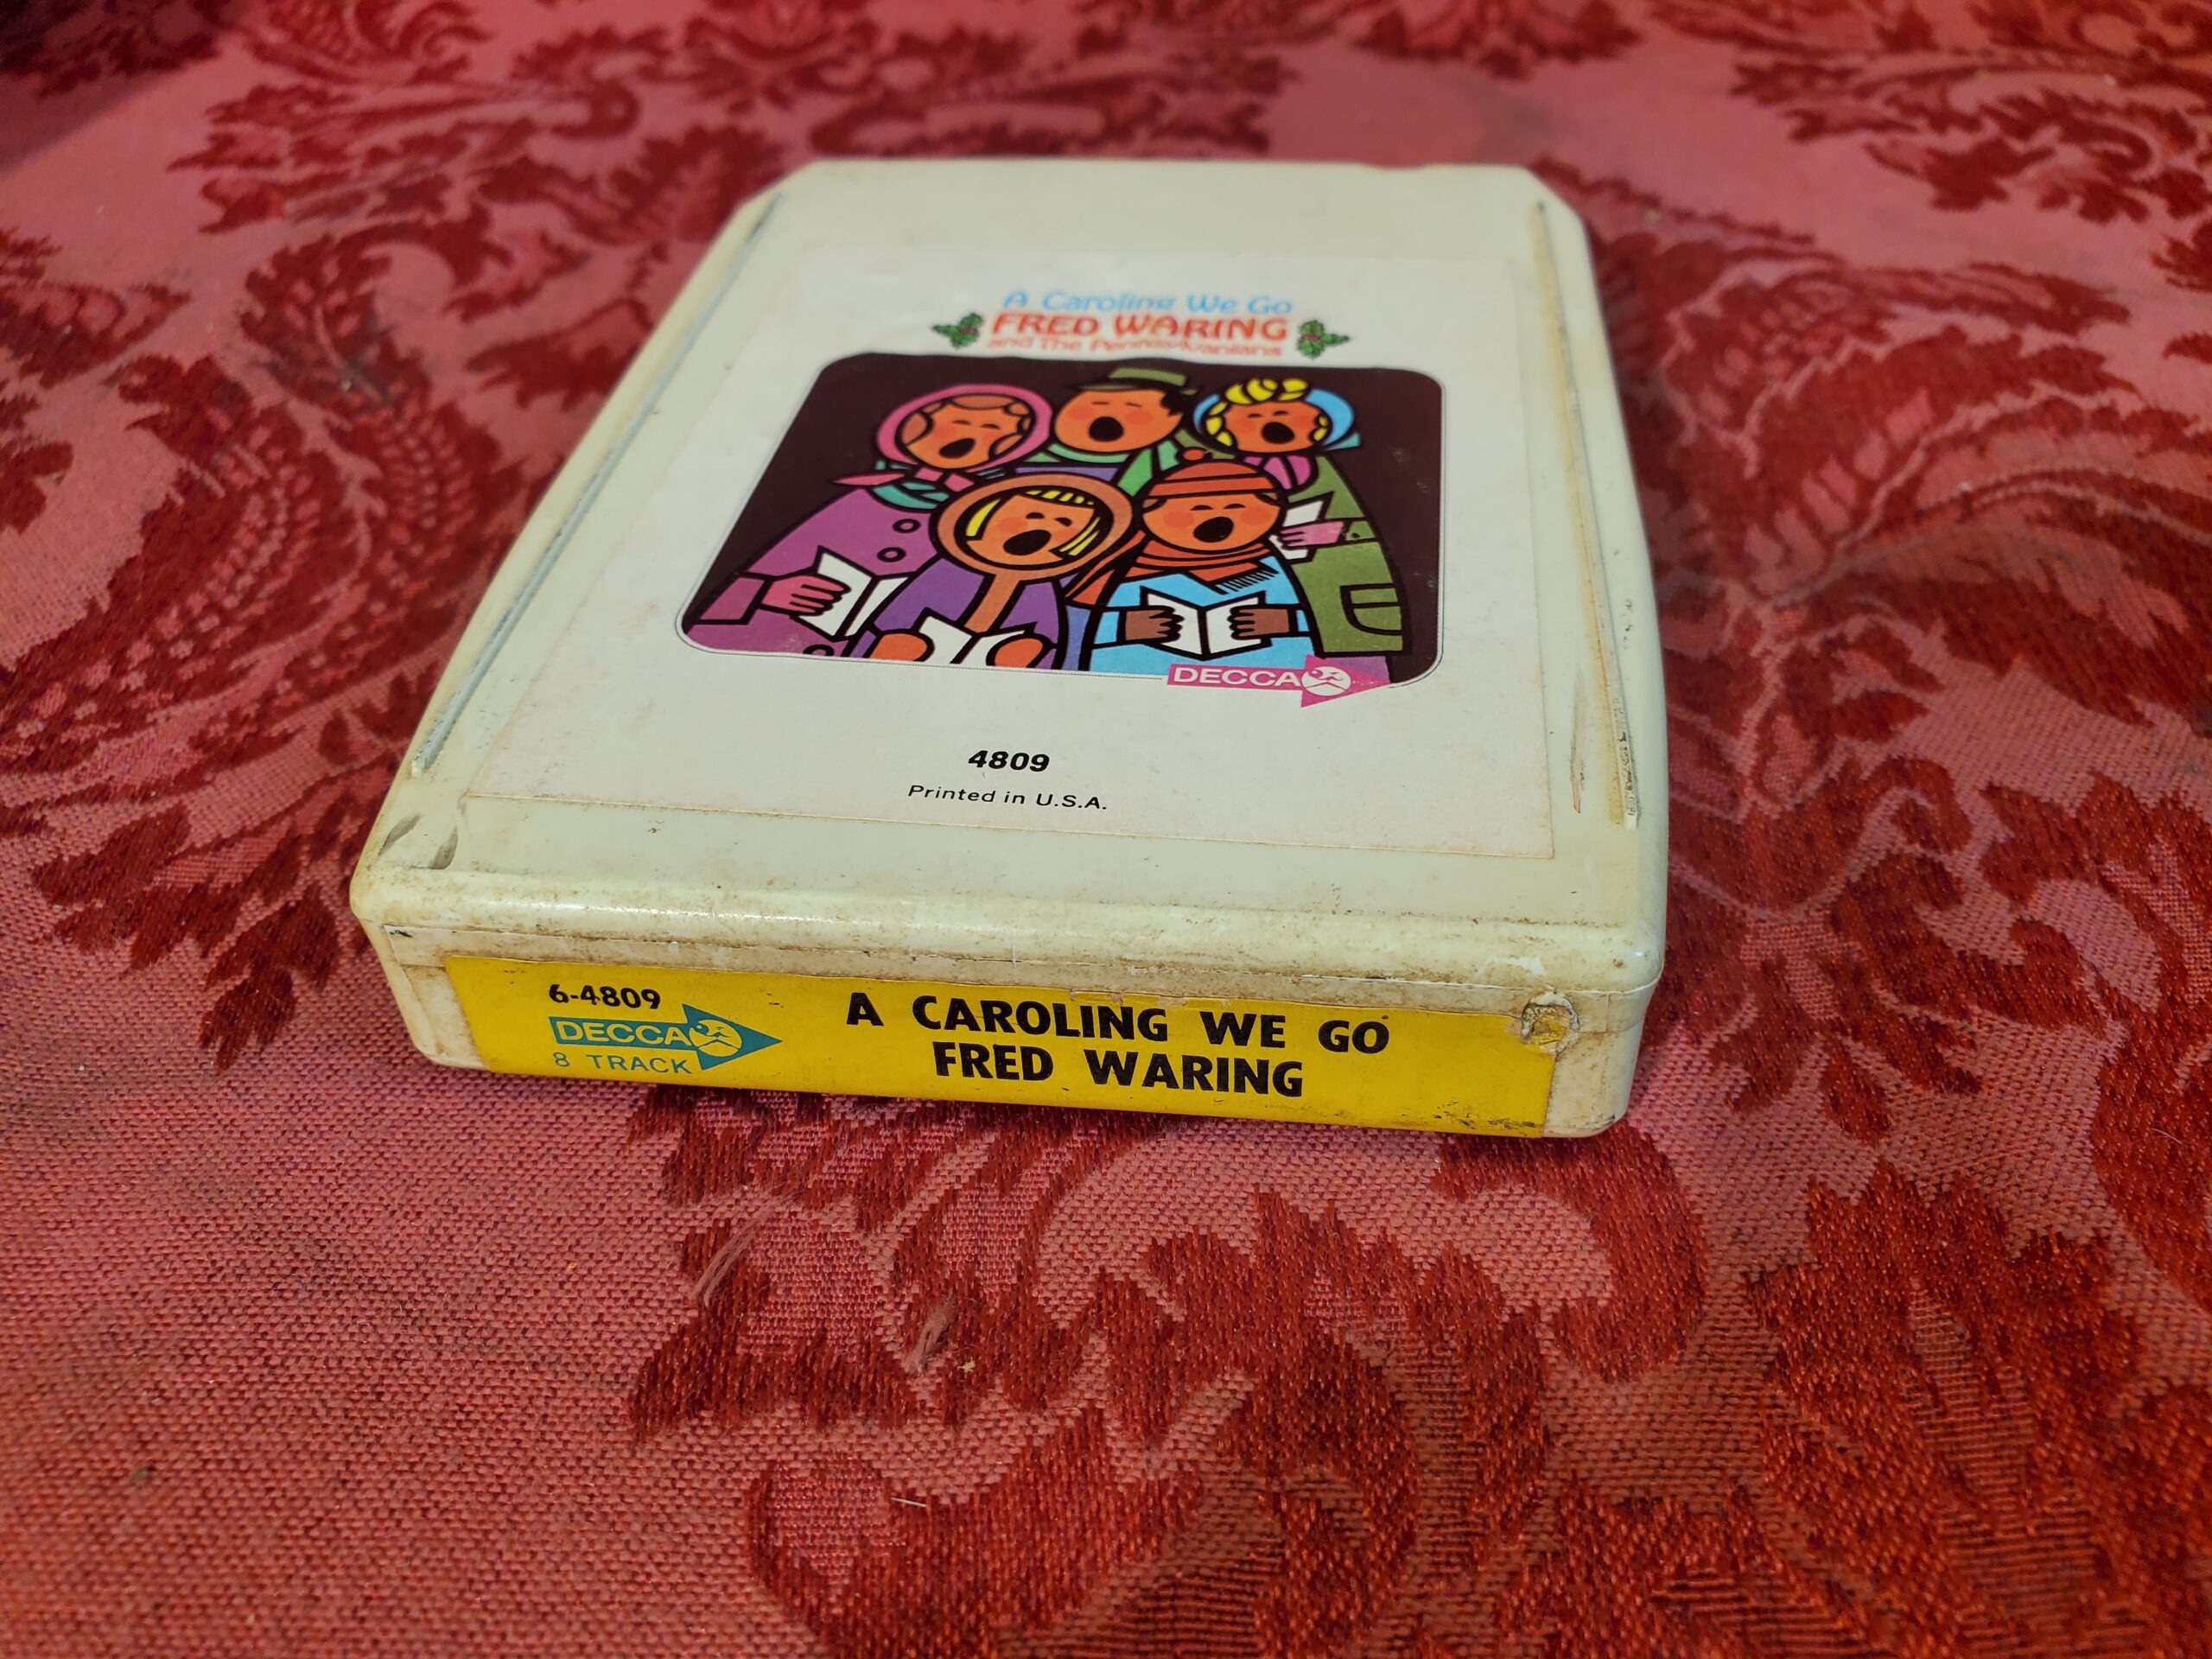 A Caroling We Go
FRED WARING
and The Pennsylvanians
DECCA
4809
Printed in U.S.A.
6-4809
DECCA
8 TRACK
A CAROLING WE GO
FRED WARING